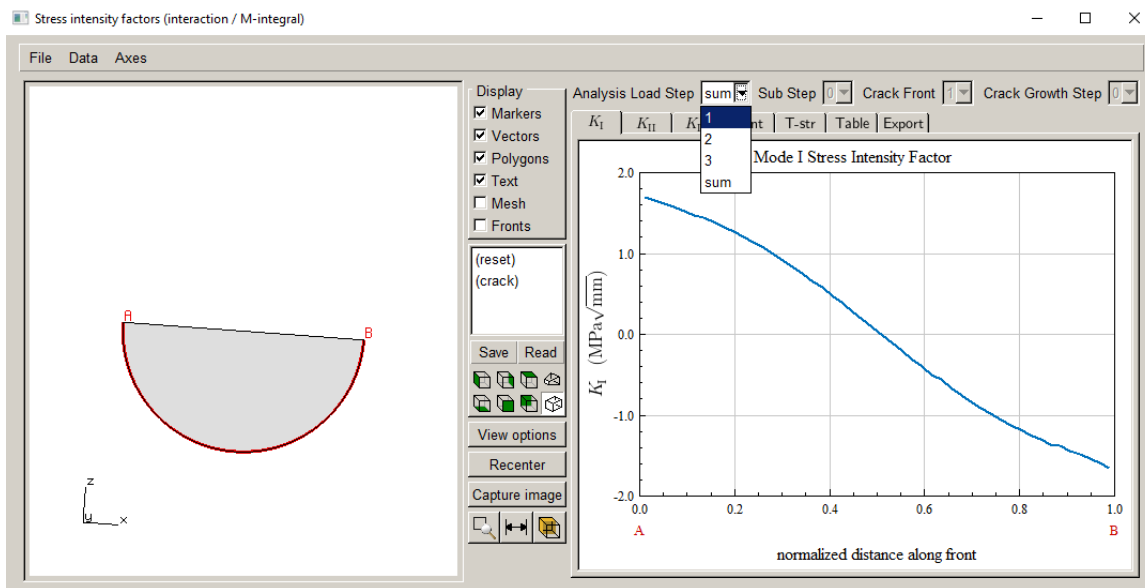 Stress intensity factors (interaction / M-integral)
File Data Axes
Display
Markers
Vectors
Polygons
Text
Mesh
Fronts
(reset)
(crack)
Save Read
View options
Recenter
Capture image
A
B
z
y
x
Analysis Load Step sum Sub Step 0 Crack Front 1 Crack Growth Step 0
K_I K_II T-str Table Export
1
2
3
sum
Mode I Stress Intensity Factor
2.0
1.0
0.0
-1.0
-2.0
K_I (MPa√mm)
0.0 0.2 0.4 0.6 0.8 1.0
A B
normalized distance along front